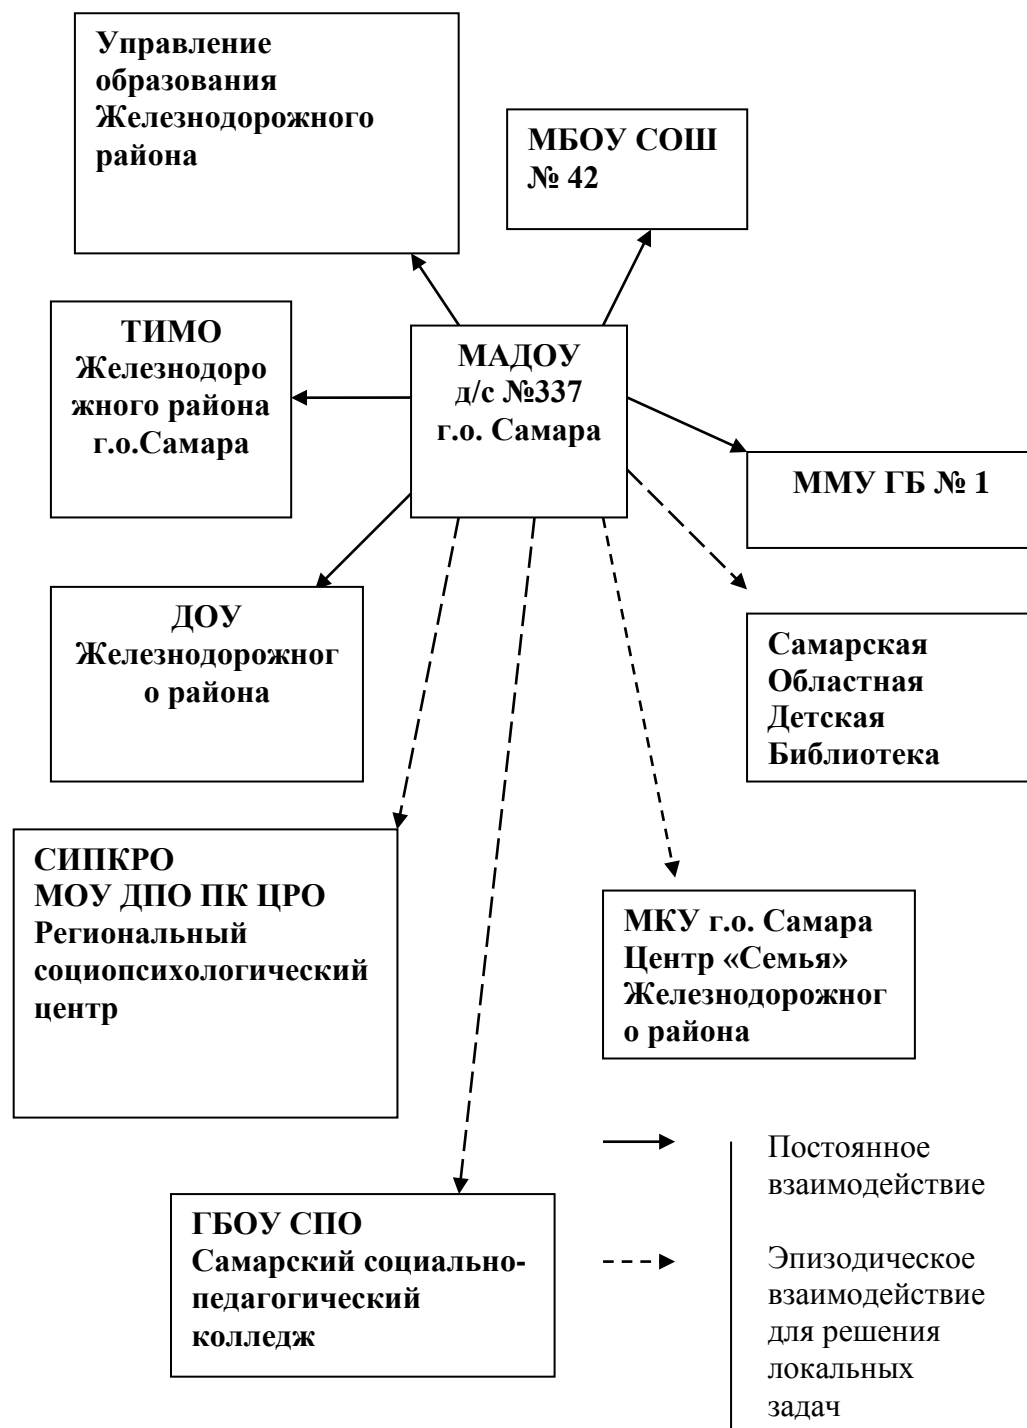 Управление
образования
Железнодорожного
района
МБОУ СОШ
№ 42
ТИМО
Железнодоро
жного района
г.о.Самара
МАДОУ
д/с №337
г.о. Самара
ММУ ГБ № 1
ДОУ
Железнодорожног
о района
Самарская
Областная
Детская
Библиотека
СИПКРО
МОУ ДПО ПК ЦРО
Региональный
социопсихологический
центр
МКУ г.о. Самара
Центр «Семья»
Железнодорожног
о района
ГБОУ СПО
Самарский социально-
педагогический
колледж
Постоянное
взаимодействие
Эпизодическое
взаимодействие
для решения
локальных
задач